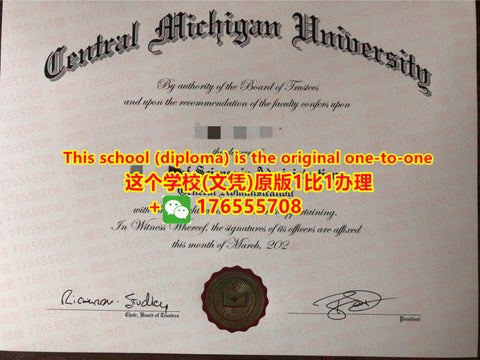 Central Michigan University
By authority of the Board of Trustees
and upon the recommendation of the faculty confers upon
This school (diploma) is the original one-to-one
这个学校(文凭)原版1比1办理
+ 176555708
General Administration
pertaining.
In Witness Whereof, the signatures of its officers are affixed
this month of March, 202
Chair, Board of Trustees
President